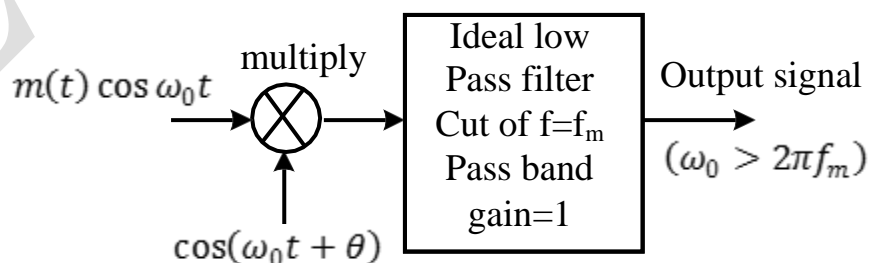 multiply
m(t) cos ω₀t
cos(ω₀t + θ)
Ideal low
Pass filter
Cut of f=fₘ
Pass band
gain=1
Output signal
(ω₀ > 2πfₘ)